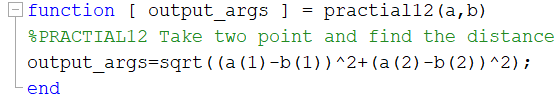 function [ output_args ] = practial12(a,b)
%PRACTIAL12 Take two point and find the distance
output_args=sqrt((a(1)-b(1))^2+(a(2)-b(2))^2);
end